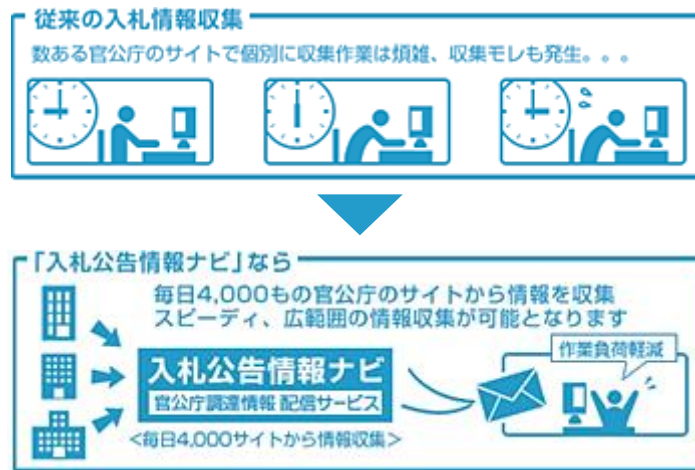 従来の入札情報収集
数ある官公庁のサイトで個別に収集作業は煩雑、収集モレも発生。。。
「入札公告情報ナビ」なら
毎日4,000もの官公庁のサイトから情報を収集
スピーディ、広範囲の情報収集が可能となります
作業負荷軽減
入札公告情報ナビ
官公庁調達情報 配信サービス
<毎日4,000サイトから情報収集>